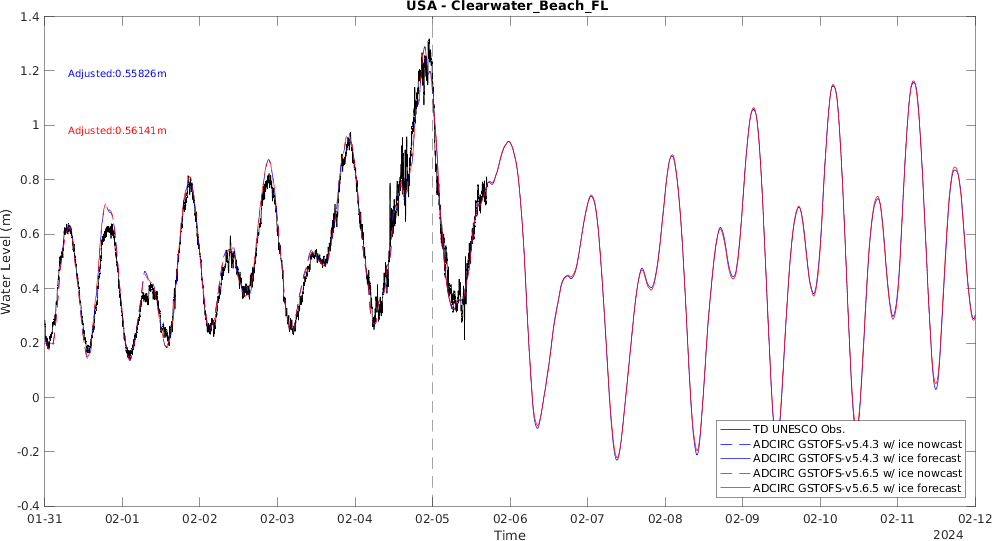 USA - Clearwater_Beach_FL
1.4
1.2
1
0.8
0.6
0.4
0.2
0
-0.2
-0.4
Water Level (m)
Adjusted:0.55826m
Adjusted:0.56141m
TD UNESCO Obs.
ADCIRC GSTOFS-v5.4.3 w/ ice nowcast
ADCIRC GSTOFS-v5.4.3 w/ ice forecast
ADCIRC GSTOFS-v5.6.5 w/ ice nowcast
ADCIRC GSTOFS-v5.6.5 w/ ice forecast
01-31 02-01 02-02 02-03 02-04 02-05 02-06 02-07 02-08 02-09 02-10 02-11 02-12
Time
2024